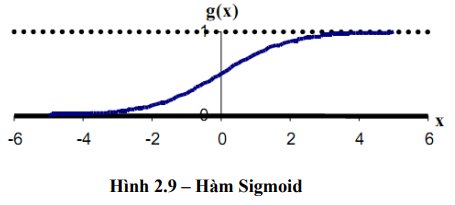 g(x)
1
0
x
-6 -4 -2 0 2 4 6
Hình 2.9 – Hàm Sigmoid